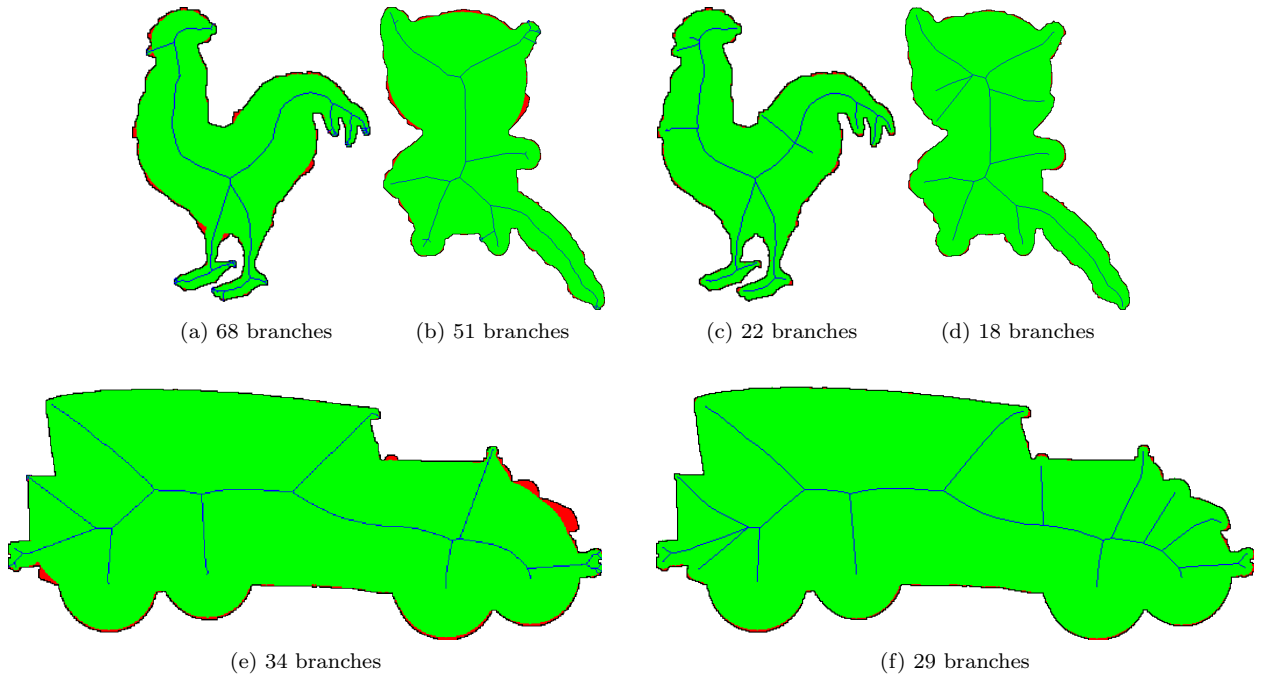 (a) 68 branches
(b) 51 branches
(c) 22 branches
(d) 18 branches
(e) 34 branches
(f) 29 branches